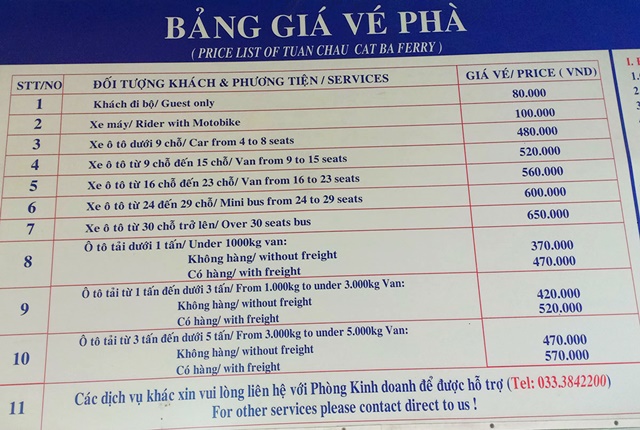 BẢNG GIÁ VÉ PHÀ
( PRICE LIST OF TUAN CHAU CAT BA FERRY )
STT/NO ĐỐI TƯỢNG KHÁCH & PHƯƠNG TIỆN / SERVICES GIÁ VÉ/ PRICE ( VND)
1 Khách đi bộ/ Guest only 80.000
2 Xe máy/ Rider with Motobike 100.000
3 Xe ô tô dưới 9 chỗ/ Car from 4 to 8 seats 480.000
4 Xe ô tô từ 9 chỗ đến 15 chỗ/ Van from 9 to 15 seats 520.000
5 Xe ô tô từ 16 chỗ đến 23 chỗ/ Van from 16 to 23 seats 560.000
6 Xe ô tô từ 24 đến 29 chỗ/ Mini bus from 24 to 29 seats 600.000
7 Xe ô tô từ 30 chỗ trở lên/ Over 30 seats bus 650.000
8 Ô tô tải dưới 1 tấn/ Under 1000kg van:
Không hàng/ without freight 370.000
Có hàng/ with freight 470.000
9 Ô tô tải từ 1 tấn đến dưới 3 tấn/ From 1.000kg to under 3.000kg Van:
Không hàng/ without freight 420.000
Có hàng/ with freight 520.000
10 Ô tô tải từ 3 tấn đến dưới 5 tấn/ From 3.000kg to under 5.000kg Van:
Không hàng/ without freight 470.000
Có hàng/ with freight 570.000
11 Các dịch vụ khác xin vui lòng liên hệ với Phòng Kinh doanh để được hỗ trợ (Tel: 033.3842200)
For other services please contact direct to us !